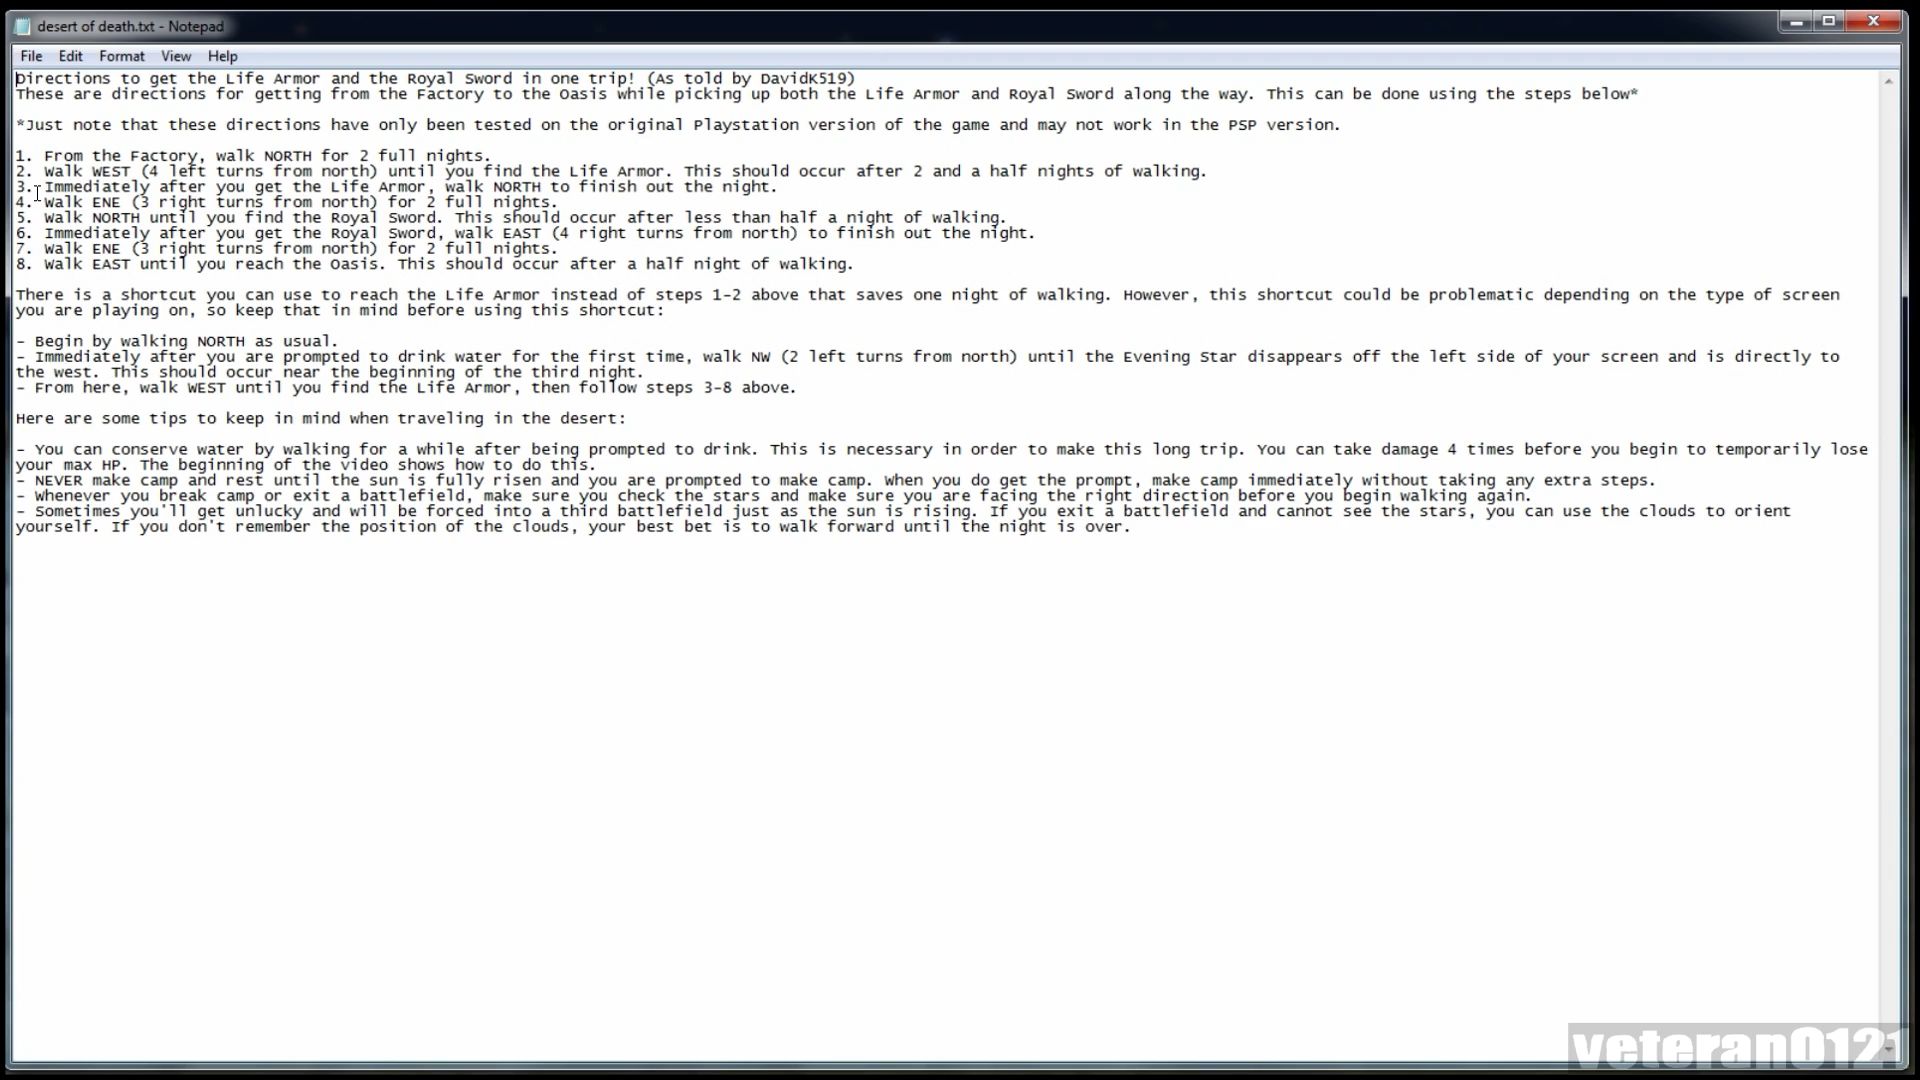 desert of death.txt - Notepad
File Edit Format View Help
Directions to get the Life Armor and the Royal Sword in one trip! (As told by DavidK519)
These are directions for getting from the Factory to the Oasis while picking up both the Life Armor and Royal Sword along the way. This can be done using the steps below*
*Just note that these directions have only been tested on the original Playstation version of the game and may not work in the PSP version.
1. From the Factory, walk NORTH for 2 full nights.
2. Walk WEST (4 left turns from north) until you find the Life Armor. This should occur after 2 and a half nights of walking.
3. Immediately after you get the Life Armor, walk NORTH to finish out the night.
4. Walk ENE (3 right turns from north) for 2 full nights.
5. Walk NORTH until you find the Royal Sword. This should occur after less than half a night of walking.
6. Immediately after you get the Royal Sword, walk EAST (4 right turns from north) to finish out the night.
7. Walk ENE (3 right turns from north) for 2 full nights.
8. Walk EAST until you reach the Oasis. This should occur after a half night of walking.
There is a shortcut you can use to reach the Life Armor instead of steps 1-2 above that saves one night of walking. However, this shortcut could be problematic depending on the type of screen
you are playing on, so keep that in mind before using this shortcut:
- Begin by walking NORTH as usual.
- Immediately after you are prompted to drink water for the first time, walk NW (2 left turns from north) until the Evening Star disappears off the left side of your screen and is directly to
the west. This should occur near the beginning of the third night.
- From here, walk WEST until you find the Life Armor, then follow steps 3-8 above.
Here are some tips to keep in mind when traveling in the desert:
- You can conserve water by walking for a while after being prompted to drink. This is necessary in order to make this long trip. You can take damage 4 times before you begin to temporarily lose
your max HP. The beginning of the video shows how to do this.
- NEVER make camp and rest until the sun is fully risen and you are prompted to make camp. When you do get the prompt, make camp immediately without taking any extra steps.
- Whenever you break camp or exit a battlefield, make sure you check the stars and make sure you are facing the right direction before you begin walking again.
- Sometimes you'll get unlucky and will be forced into a third battlefield just as the sun is rising. If you exit a battlefield and cannot see the stars, you can use the clouds to orient
yourself. If you don't remember the position of the clouds, your best bet is to walk forward until the night is over.
veteran0121